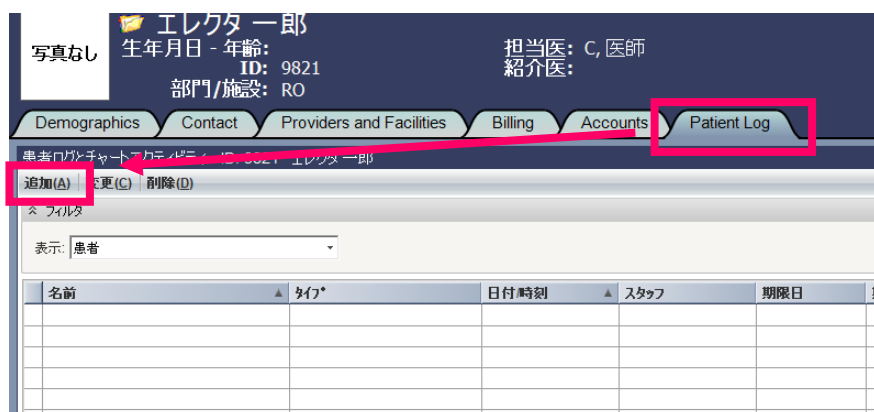 エレクタ 一郎
写真なし
生年月日 - 年齢:
担当医: C, 医師
ID: 9821
紹介医:
部門/施設: RO
Demographics Contact Providers and Facilities Billing Accounts Patient Log
患者ログとチャートアクティビティ - ID: 9821 エレクタ 一郎
追加(A) 変更(C) 削除(D)
フィルタ
表示: 患者
名前 タイプ 日付/時刻 スタッフ 期限日